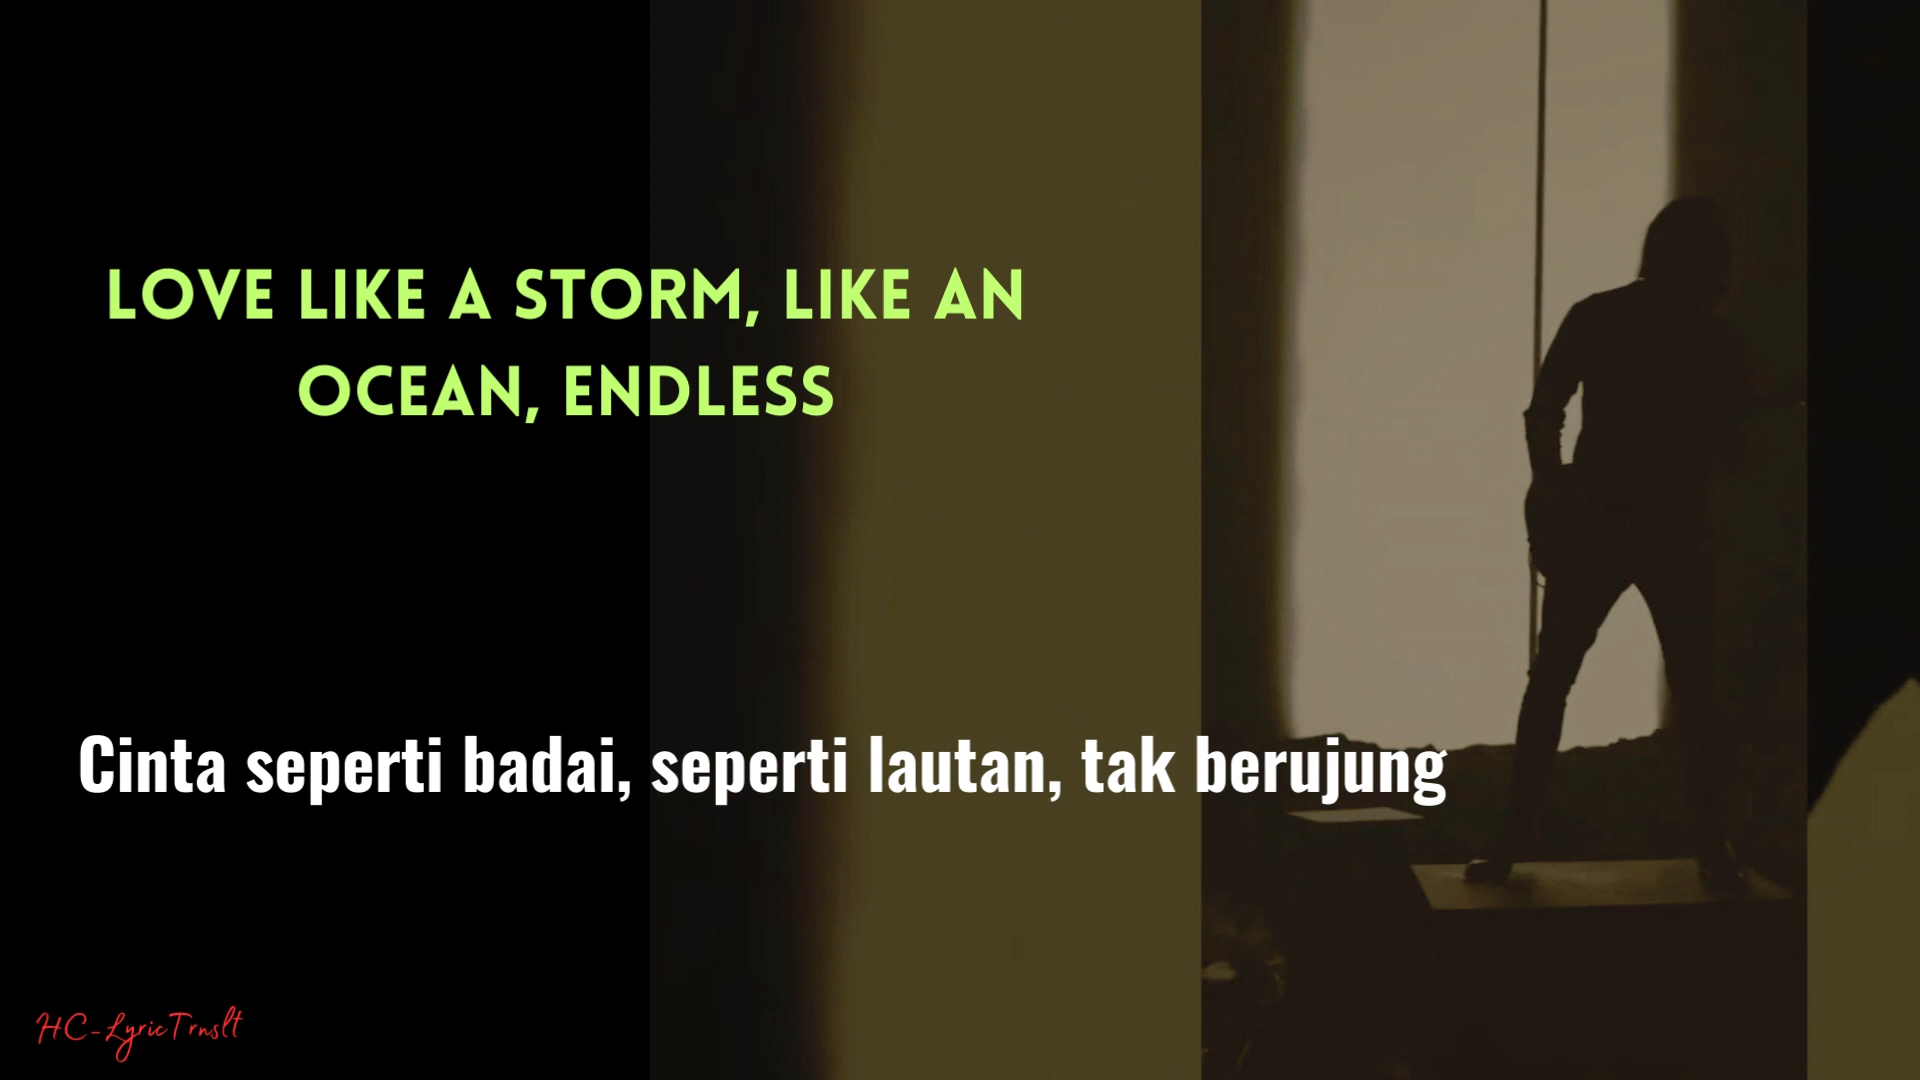 LOVE LIKE A STORM, LIKE AN
OCEAN, ENDLESS
Cinta seperti badai, seperti lautan, tak berujung
HC-LyricTrnslt